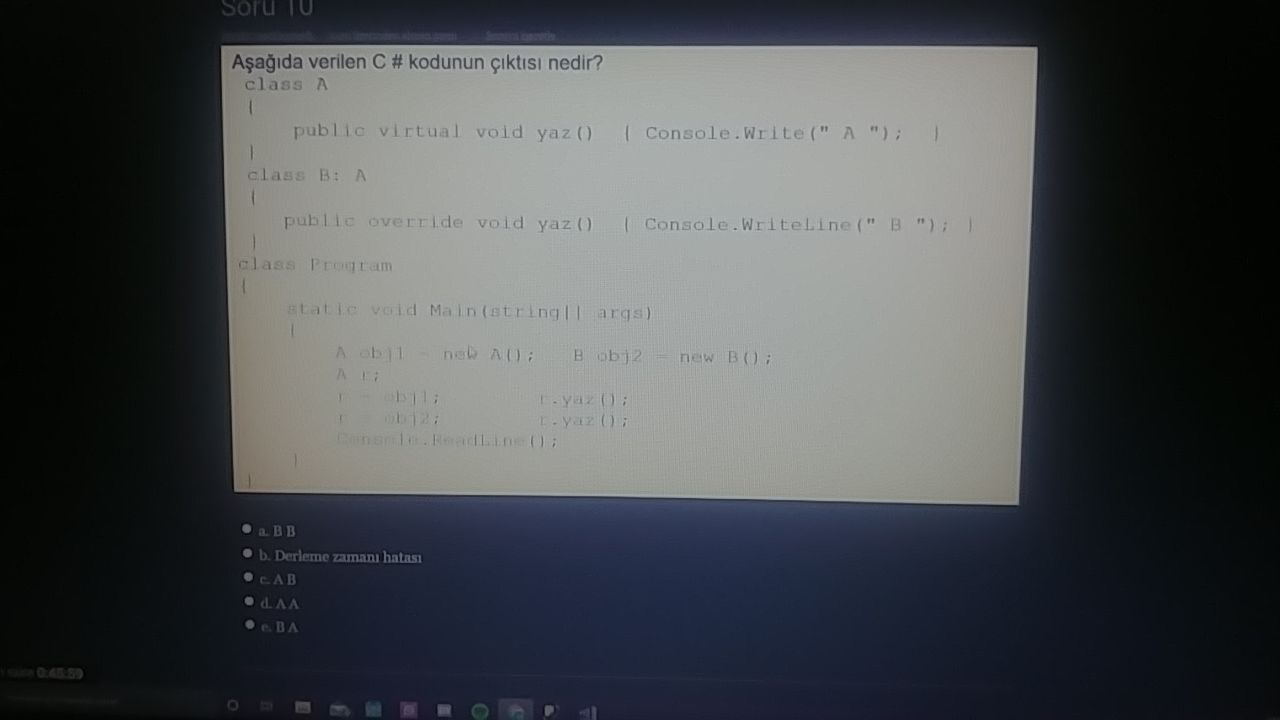 Soru 10
Aşağıda verilen C # kodunun çıktısı nedir?
class A
{
public virtual void yaz() { Console.Write(" A "); }
}
class B: A
{
public override void yaz() { Console.WriteLine(" B "); }
}
class Program
{
static void Main(string[] args)
{
A obj1 = new A(); B obj2 = new B();
A r;
r = obj1; r.yaz();
r = obj2; r.yaz();
Console.ReadLine();
}
}
a. B B
b. Derleme zamanı hatası
c. A B
d. A A
e. B A
0:45:59